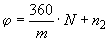 φ = 360/m · N + n₂